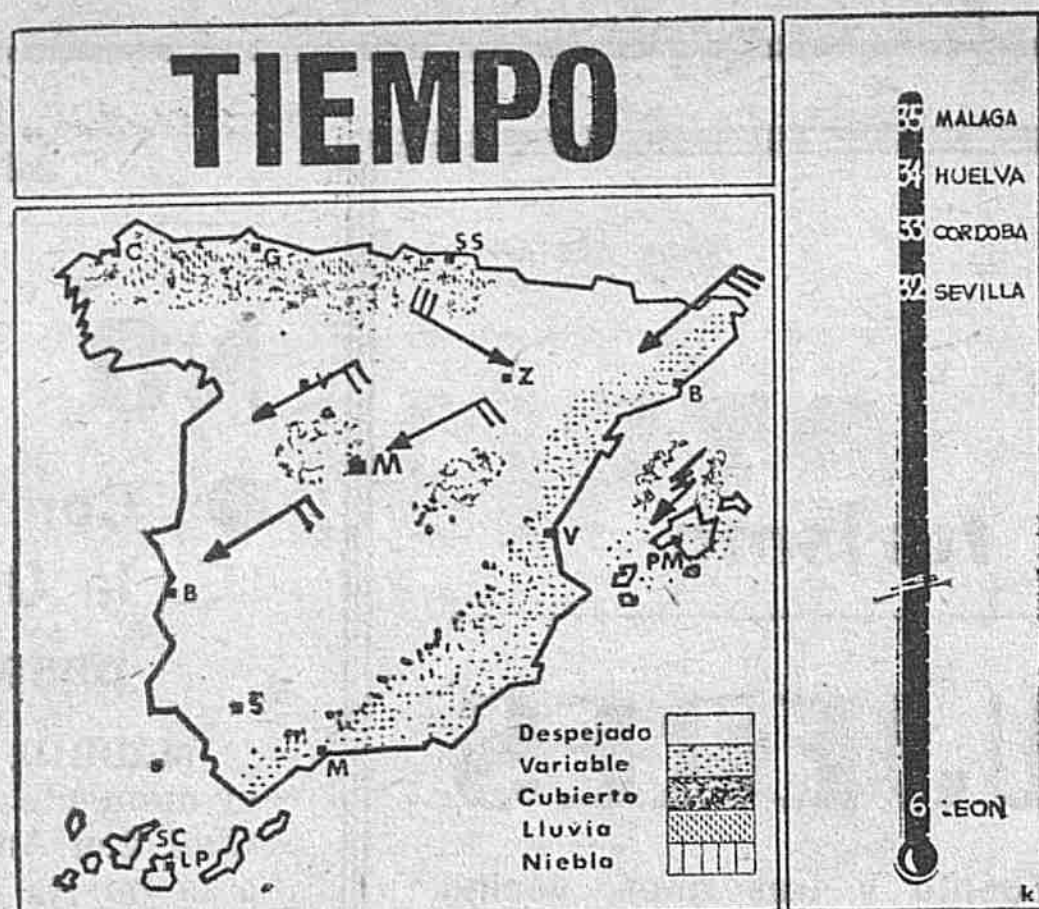 TIEMPO
C
G
SS
Z
B
M
V
PM
B
S
M
SC
LP
Despejado
Variable
Cubierto
Lluvia
Niebla
35 MALAGA
34 HUELVA
33 CORDOBA
32 SEVILLA
6 LEON
k